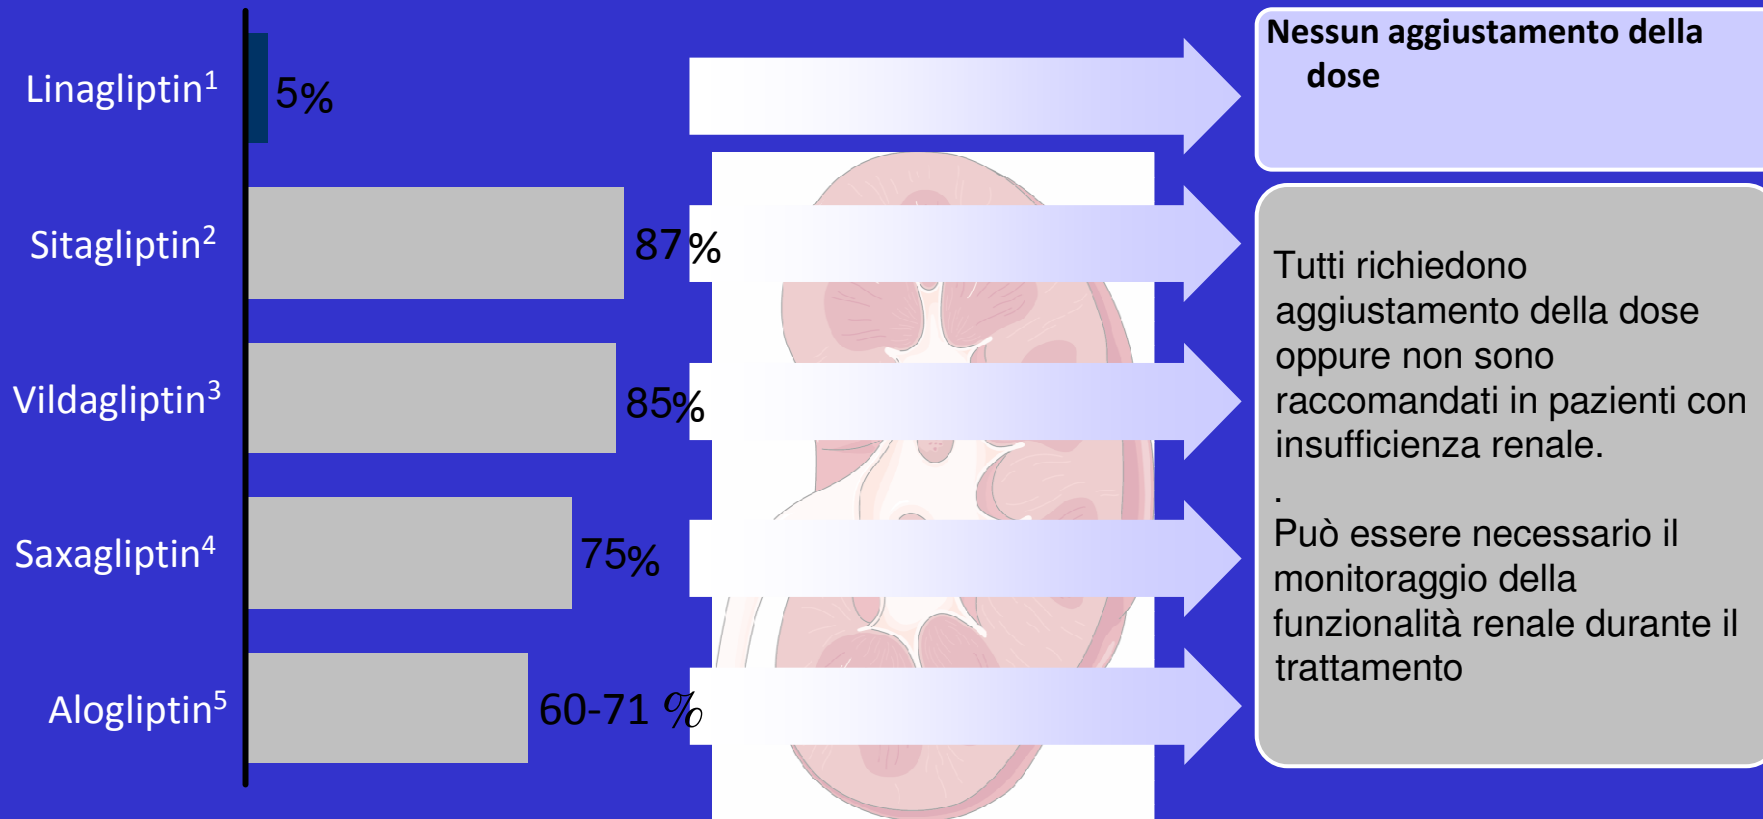 Linagliptin¹
5%
Nessun aggiustamento della
dose
Sitagliptin²
87%
Vildagliptin³
85%
Saxagliptin⁴
75%
Alogliptin⁵
60-71 %
Tutti richiedono
aggiustamento della dose
oppure non sono
raccomandati in pazienti con
insufficienza renale.
.
Può essere necessario il
monitoraggio della
funzionalità renale durante il
trattamento